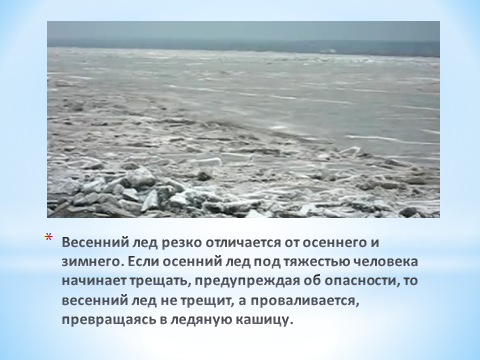 * Весенний лед резко отличается от осеннего и
зимнего. Если осенний лед под тяжестью человека
начинает трещать, предупреждая об опасности, то
весенний лед не трещит, а проваливается,
превращаясь в ледяную кашицу.